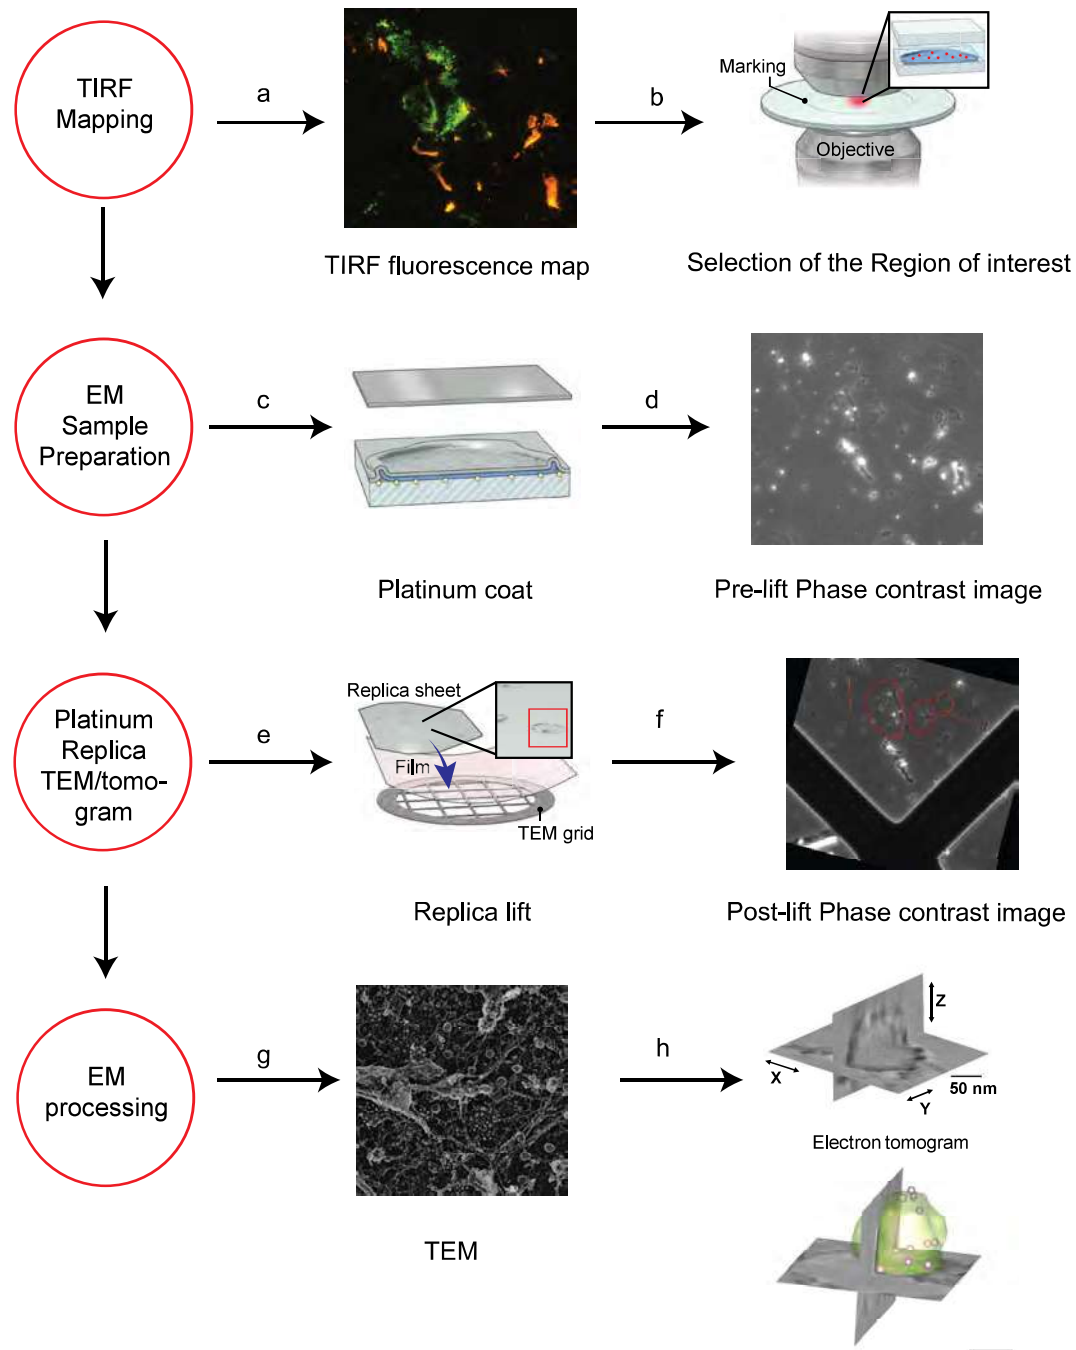 TIRF
Mapping
a
TIRF fluorescence map
b
Marking
Objective
Selection of the Region of interest
EM
Sample
Preparation
c
Platinum coat
d
Pre-lift Phase contrast image
Platinum
Replica
TEM/tomo-
gram
e
Replica sheet
Film
TEM grid
Replica lift
f
Post-lift Phase contrast image
EM
processing
g
TEM
h
Z
X
Y
50 nm
Electron tomogram